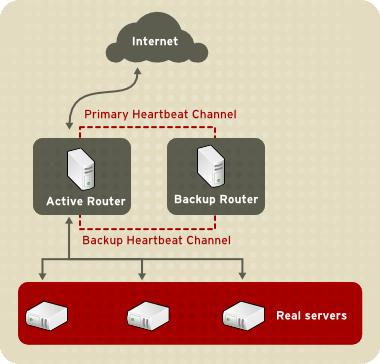 Internet
Primary Heartbeat Channel
Active Router
Backup Router
Backup Heartbeat Channel
Real servers